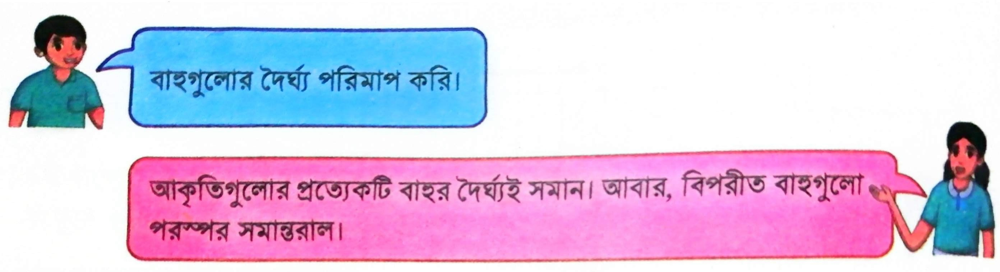 বাহুগুলোর দৈর্ঘ্য পরিমাপ করি।
আকৃতিগুলোর প্রত্যেকটি বাহুর দৈর্ঘ্যই সমান। আবার, বিপরীত বাহুগুলো
পরস্পর সমান্তরাল।